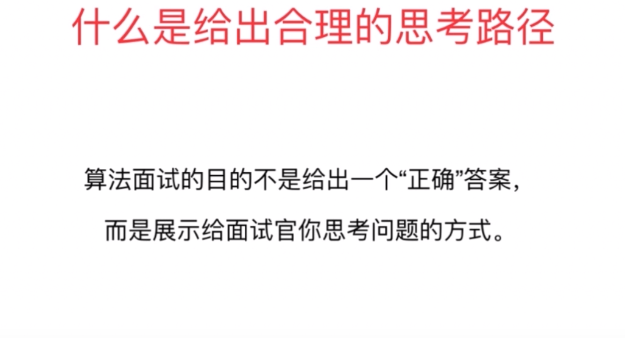 什么是给出合理的思考路径
算法面试的目的不是给出一个“正确”答案，
而是展示给面试官你思考问题的方式。